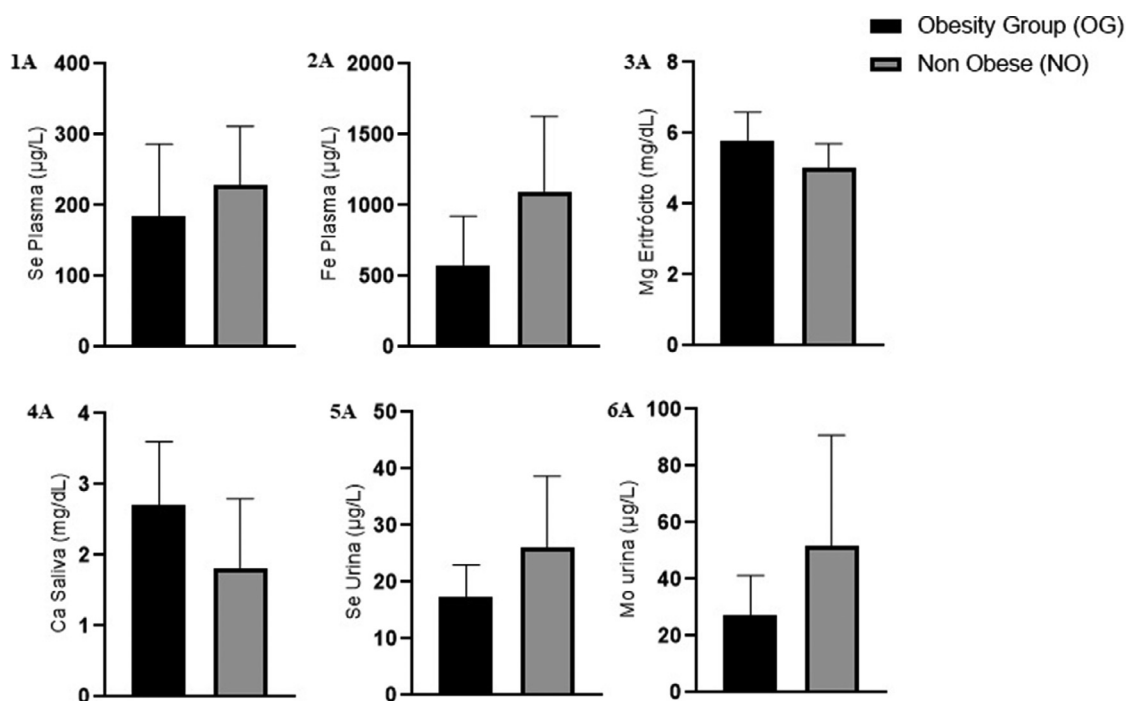 Obesity Group (OG)
Non Obese (NO)
1A
Se Plasma (µg/L)
400
300
200
100
0
2A
Fe Plasma (µg/L)
2000
1500
1000
500
0
3A
Mg Eritrócito (mg/dL)
8
6
4
2
0
4A
Ca Saliva (mg/dL)
4
3
2
1
0
5A
Se Urina (µg/L)
50
40
30
20
10
0
6A
Mo urina (µg/L)
100
80
60
40
20
0